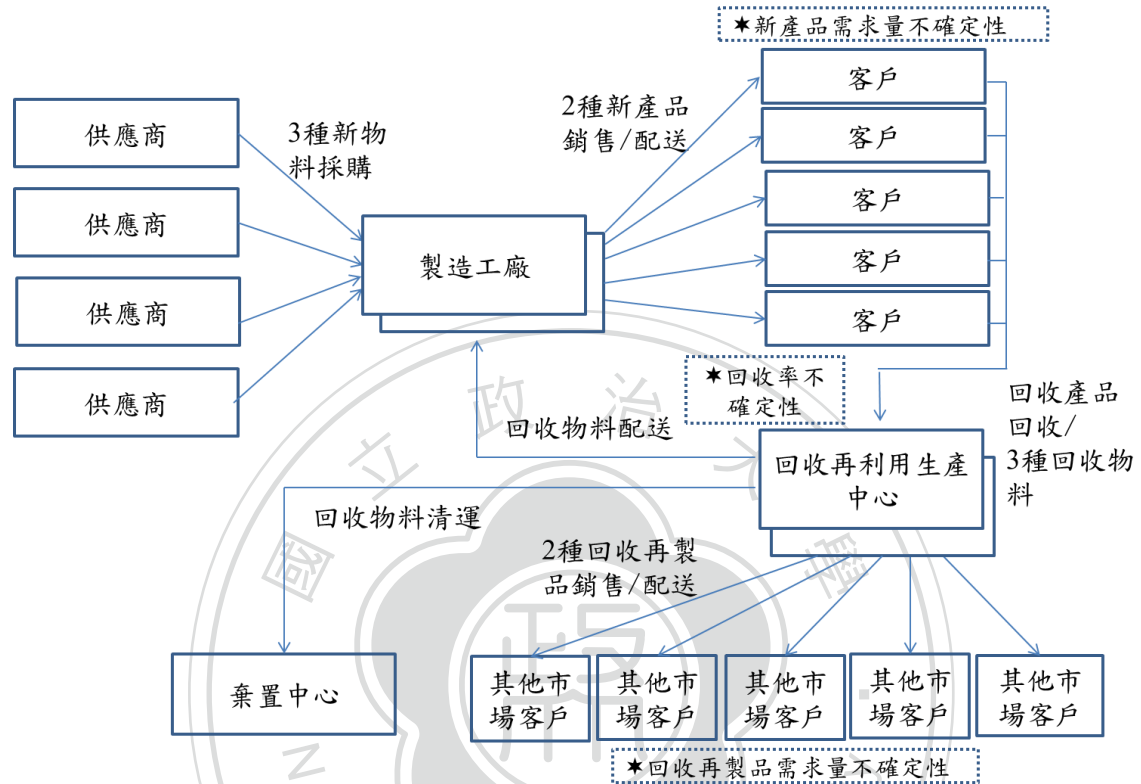 ★新產品需求量不確定性
客戶
供應商
3種新物
料採購
2種新產品
銷售/配送
客戶
供應商
客戶
製造工廠
客戶
供應商
客戶
供應商
★回收率不
確定性
回收產品
回收/
3種回收物
料
回收物料配送
回收再利用生產
中心
回收物料清運
2種回收再製
品銷售/配送
棄置中心
其他市
場客戶
其他市
場客戶
其他市
場客戶
其他市
場客戶
其他市
場客戶
★回收再製品需求量不確定性
國立政治大學